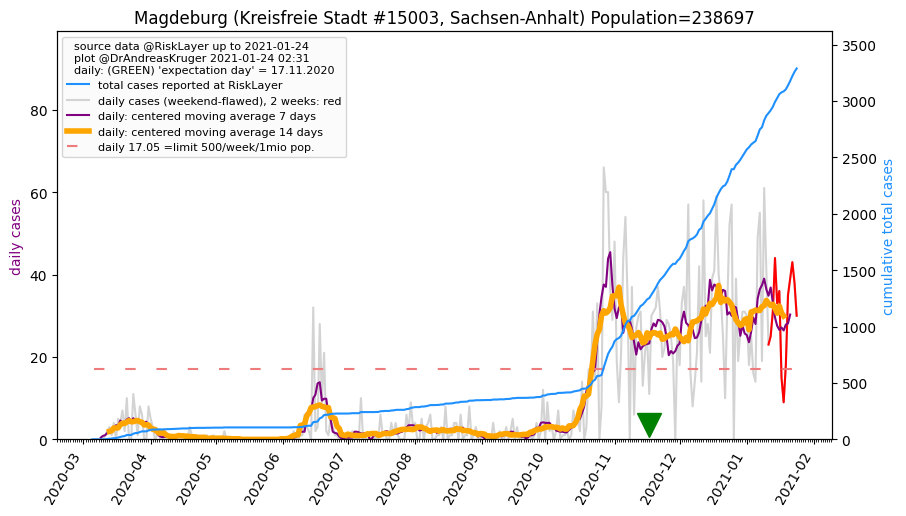 Magdeburg (Kreisfreie Stadt #15003, Sachsen-Anhalt) Population=238697
source data @RiskLayer up to 2021-01-24
plot @DrAndreasKruger 2021-01-24 02:31
daily: (GREEN) 'expectation day' = 17.11.2020
total cases reported at RiskLayer
daily cases (weekend-flawed), 2 weeks: red
daily: centered moving average 7 days
daily: centered moving average 14 days
daily 17.05 =limit 500/week/1mio pop.
daily cases
0
20
40
60
80
cumulative total cases
0
500
1000
1500
2000
2500
3000
3500
2020-03
2020-04
2020-05
2020-06
2020-07
2020-08
2020-09
2020-10
2020-11
2020-12
2021-01
2021-02